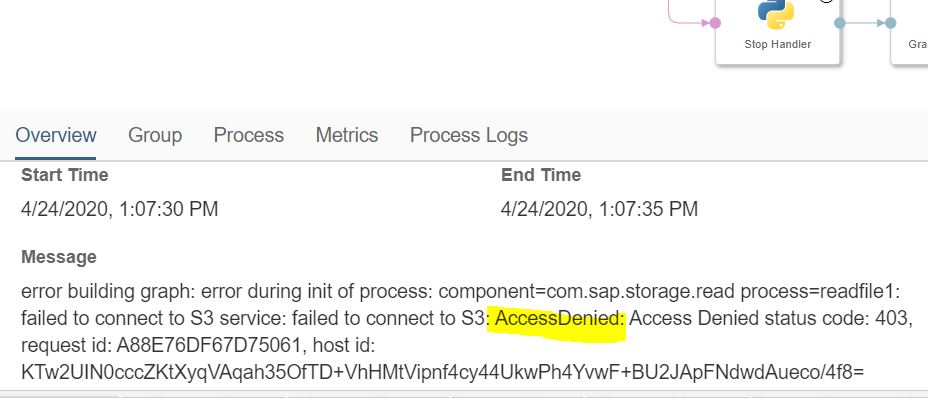 Stop Handler
Gra
Overview Group Process Metrics Process Logs
Start Time End Time
4/24/2020, 1:07:30 PM 4/24/2020, 1:07:35 PM
Message
error building graph: error during init of process: component=com.sap.storage.read process=readfile1:
failed to connect to S3 service: failed to connect to S3: AccessDenied: Access Denied status code: 403,
request id: A88E76DF67D75061, host id:
KTw2UIN0cccZKtXyqVAqah35OfTD+VhHMtVipnf4cy44UkwPh4YvwF+BU2JApFNdwdAueco/4f8=